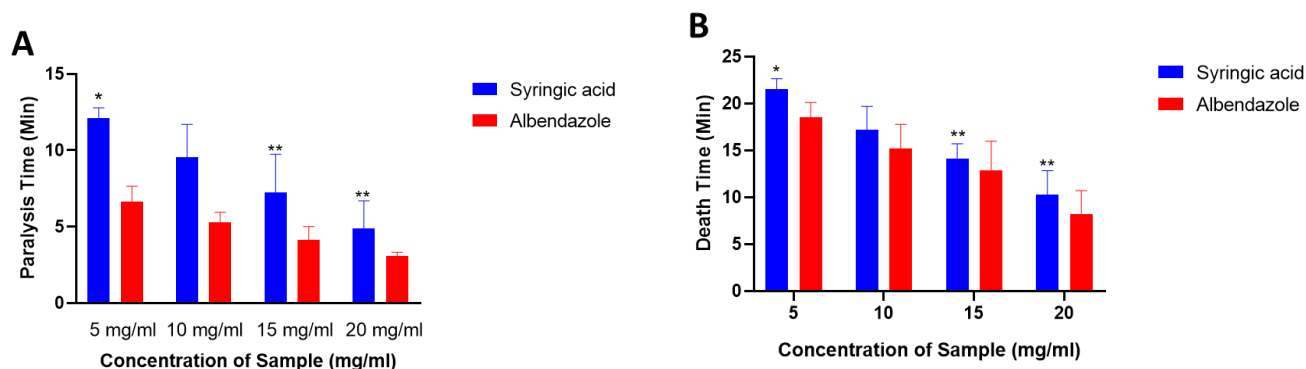 A
Paralysis Time (Min)
15
10
5
0
*
**
**
5 mg/ml 10 mg/ml 15 mg/ml 20 mg/ml
Concentration of Sample (mg/ml)
Syringic acid
Albendazole
B
Death Time (Min)
25
20
15
10
5
0
*
**
**
5 10 15 20
Concentration of Sample (mg/ml)
Syringic acid
Albendazole